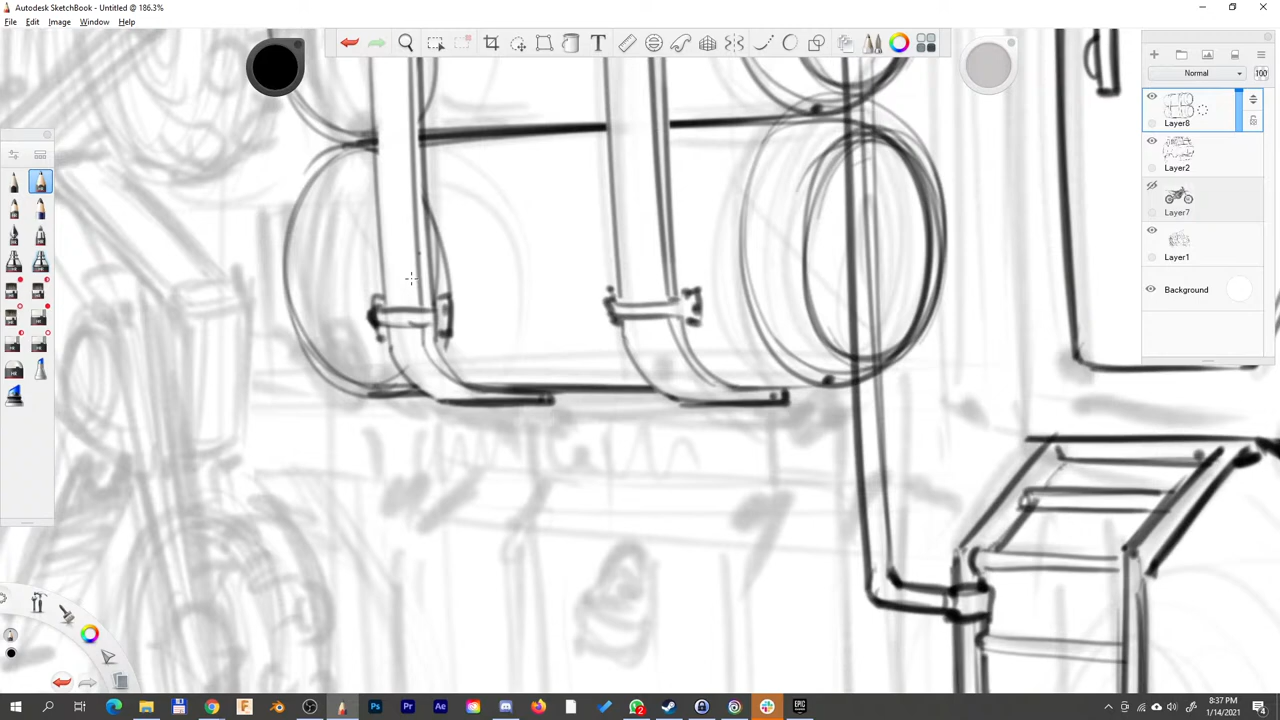 Autodesk SketchBook - Untitled @ 186.3%
File Edit Image Window Help
Normal
100
Layer8
Layer2
Layer7
Layer1
Background
8:37 PM
1/14/2021